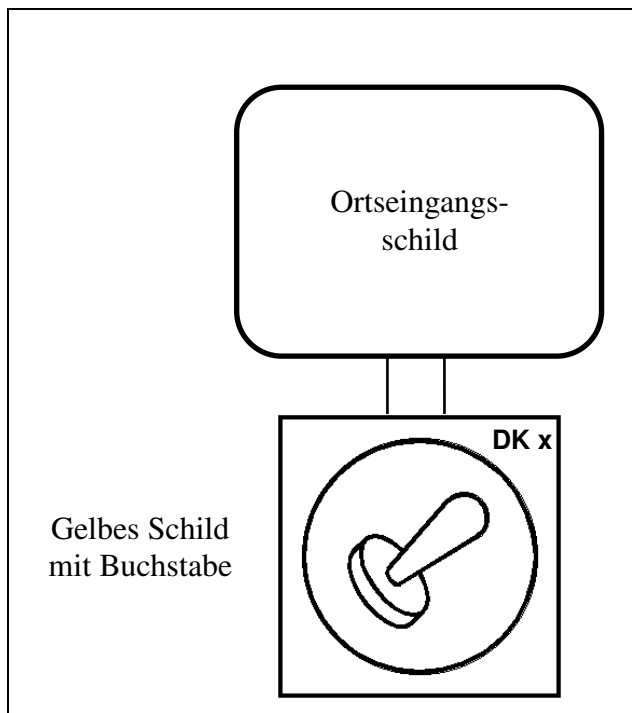 Ortseingangs-
schild
DK x
Gelbes Schild
mit Buchstabe